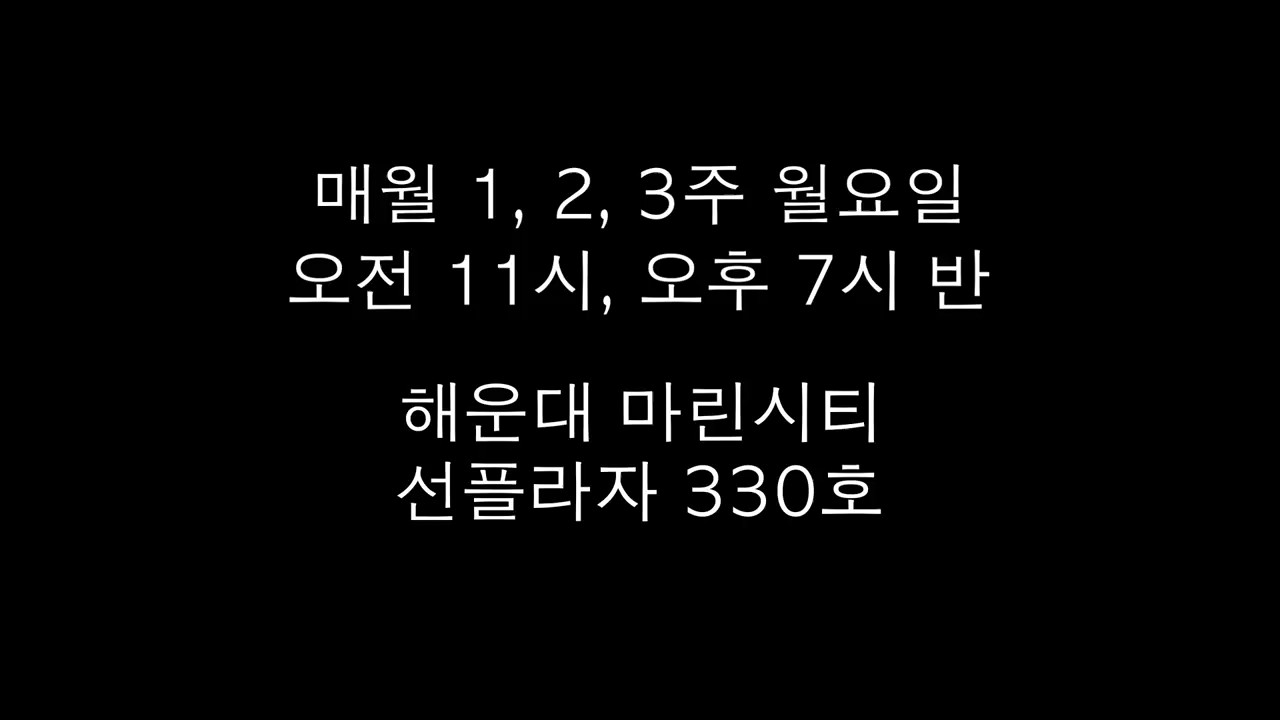 매월 1, 2, 3주 월요일
오전 11시, 오후 7시 반
해운대 마린시티
선플라자 330호